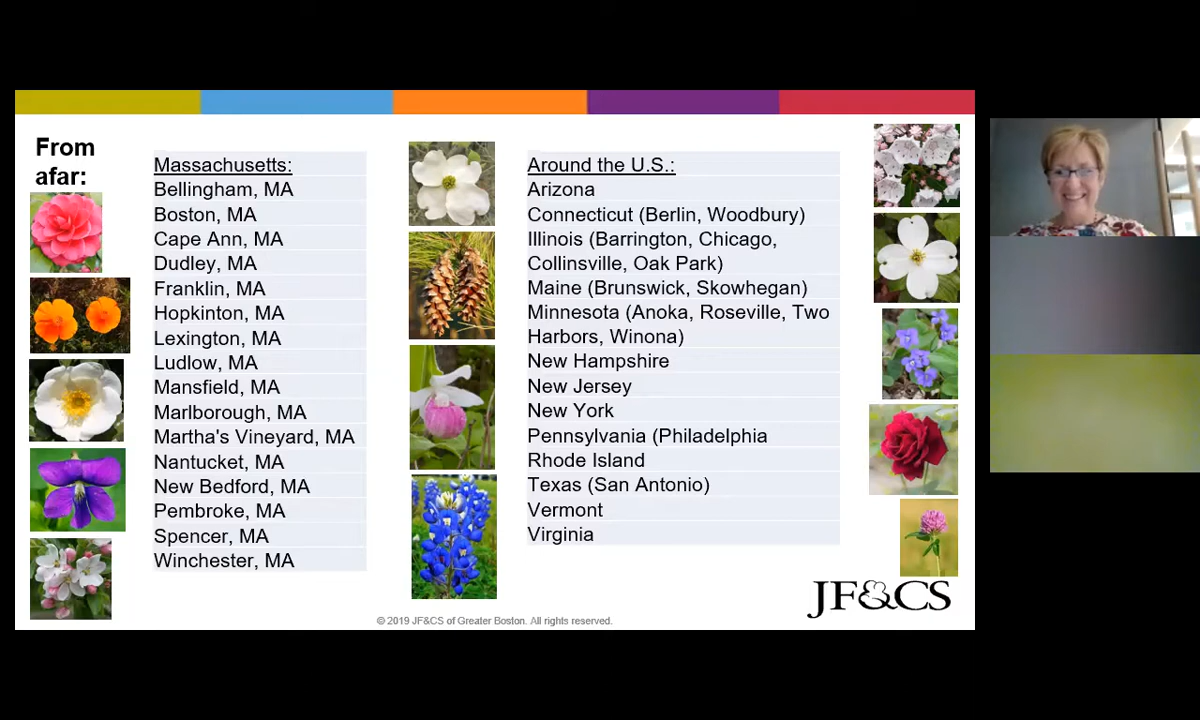 From
afar:
Massachusetts:
Bellingham, MA
Boston, MA
Cape Ann, MA
Dudley, MA
Franklin, MA
Hopkinton, MA
Lexington, MA
Ludlow, MA
Mansfield, MA
Marlborough, MA
Martha's Vineyard, MA
Nantucket, MA
New Bedford, MA
Pembroke, MA
Spencer, MA
Winchester, MA
Around the U.S.:
Arizona
Connecticut (Berlin, Woodbury)
Illinois (Barrington, Chicago,
Collinsville, Oak Park)
Maine (Brunswick, Skowhegan)
Minnesota (Anoka, Roseville, Two
Harbors, Winona)
New Hampshire
New Jersey
New York
Pennsylvania (Philadelphia
Rhode Island
Texas (San Antonio)
Vermont
Virginia
JF&CS
© 2019 JF&CS of Greater Boston. All rights reserved.